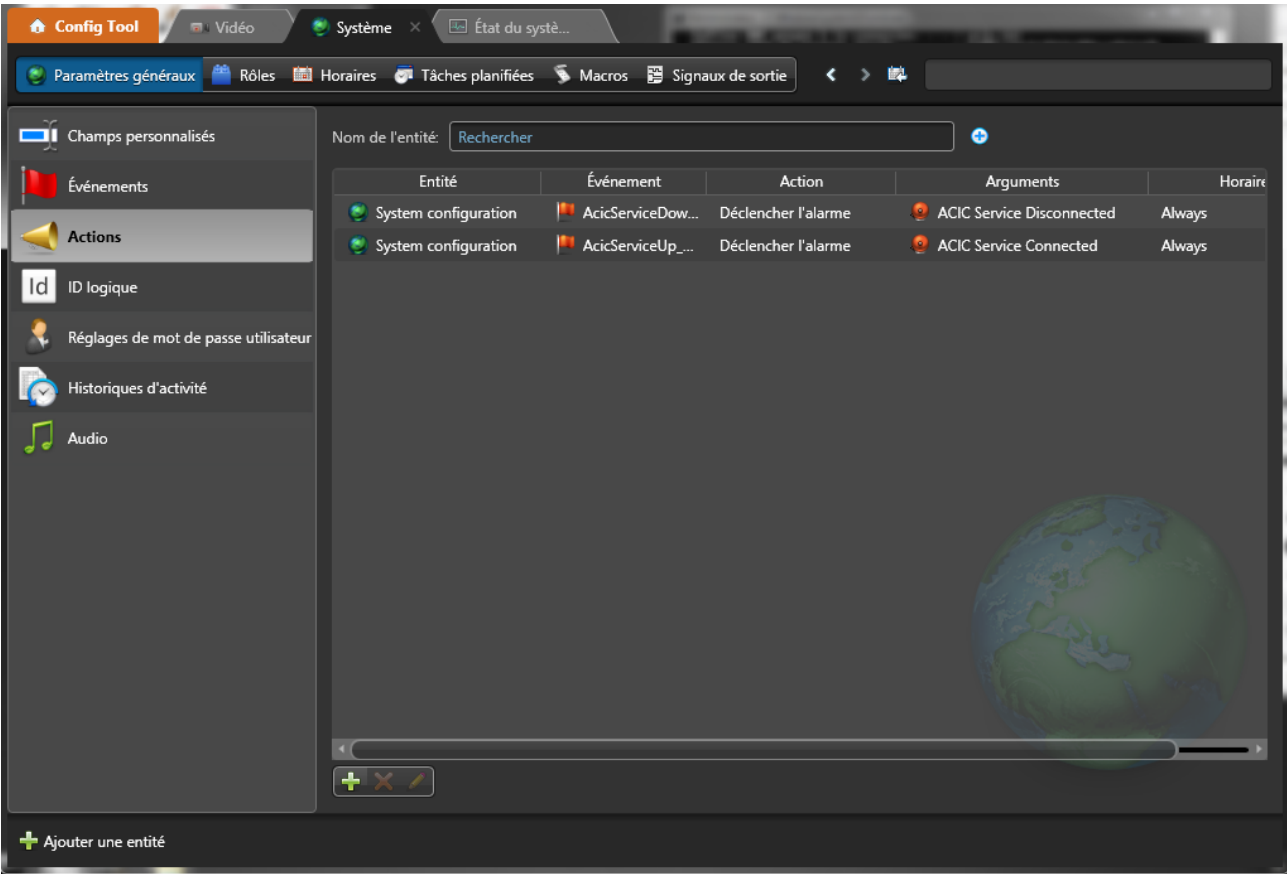 Config Tool Vidéo Système État du systè...
Paramètres généraux Rôles Horaires Tâches planifiées Macros Signaux de sortie
Champs personnalisés
Événements
Actions
Id ID logique
Réglages de mot de passe utilisateur
Historiques d'activité
Audio
Nom de l'entité: Rechercher
Entité Événement Action Arguments Horaire
System configuration AcicServiceDow... Déclencher l'alarme ACIC Service Disconnected Always
System configuration AcicServiceUp_... Déclencher l'alarme ACIC Service Connected Always
Ajouter une entité